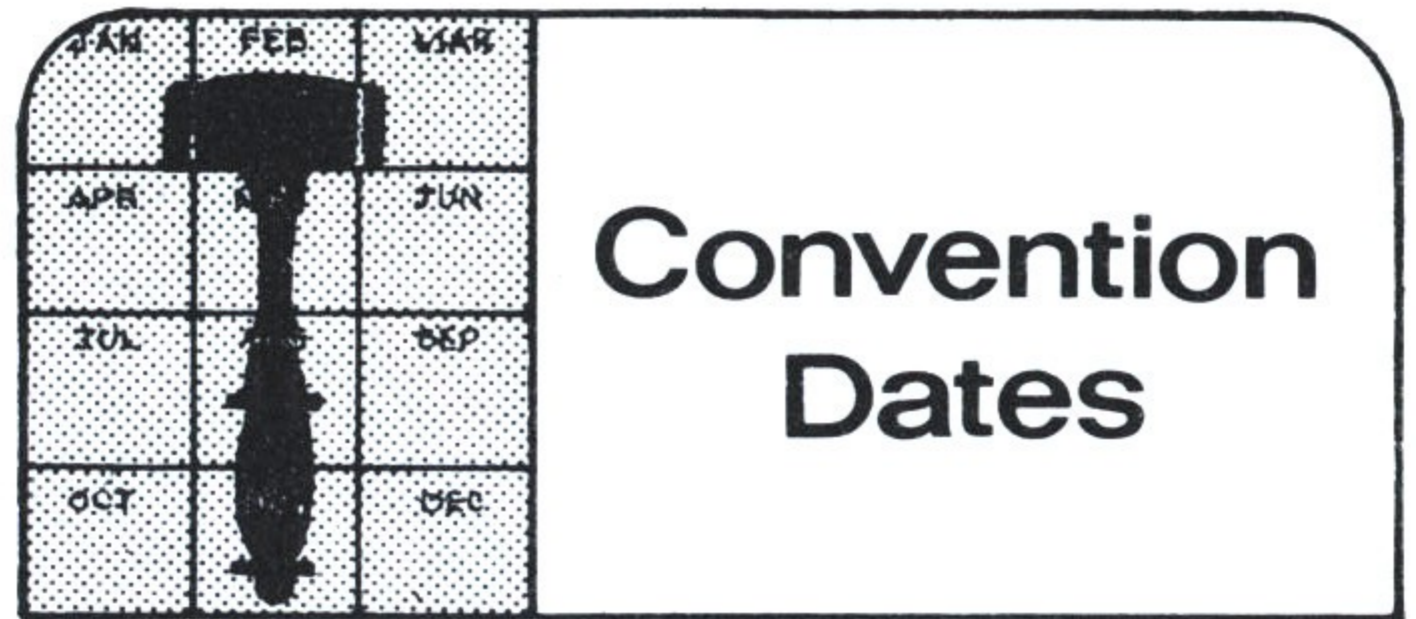 JAN FEB MAR
APR JUN
JUL SEP
OCT DEC
Convention
Dates